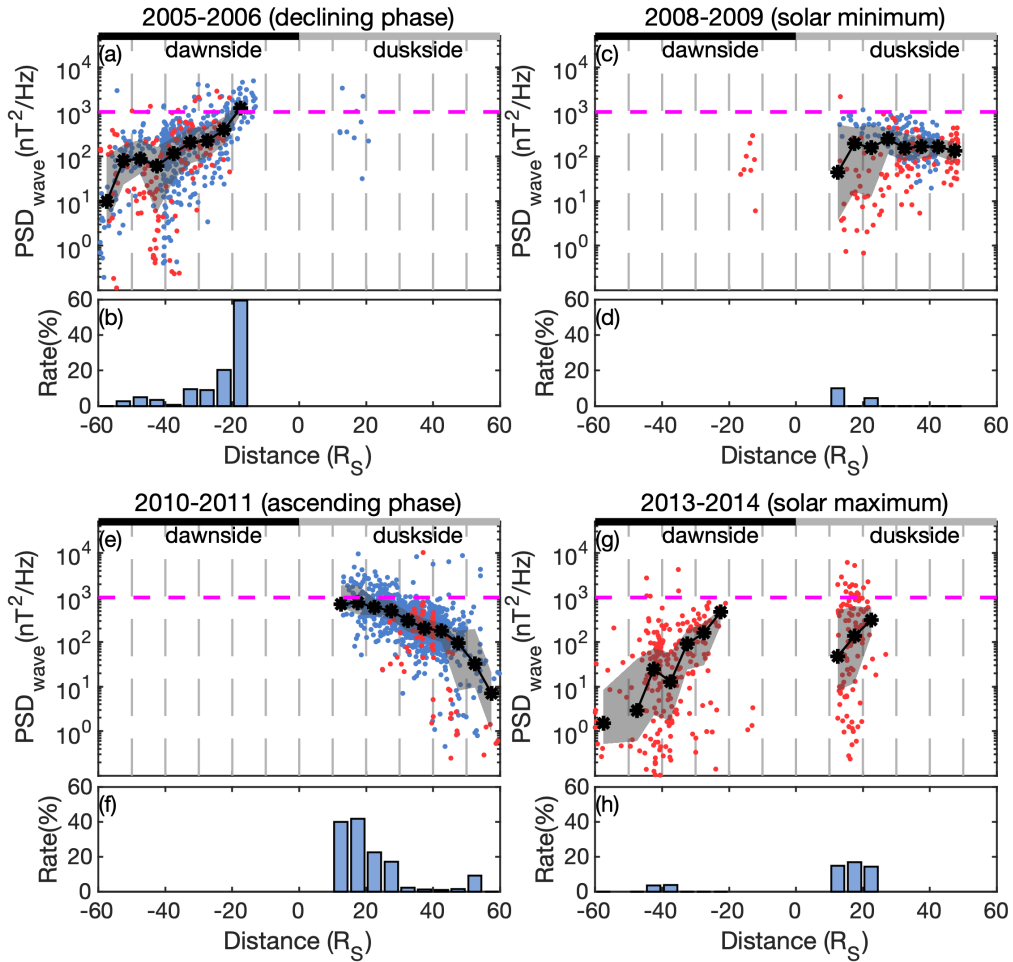 2005-2006 (declining phase)
(a) dawnside duskside
PSD_wave (nT^2/Hz)
10^4
10^3
10^2
10^1
10^0
(b)
Rate(%)
60
40
20
0
-60 -40 -20 0 20 40 60
Distance (R_S)
2008-2009 (solar minimum)
(c) dawnside duskside
PSD_wave (nT^2/Hz)
10^4
10^3
10^2
10^1
10^0
(d)
Rate(%)
60
40
20
0
-60 -40 -20 0 20 40 60
Distance (R_S)
2010-2011 (ascending phase)
(e) dawnside duskside
PSD_wave (nT^2/Hz)
10^4
10^3
10^2
10^1
10^0
(f)
Rate(%)
60
40
20
0
-60 -40 -20 0 20 40 60
Distance (R_S)
2013-2014 (solar maximum)
(g) dawnside duskside
PSD_wave (nT^2/Hz)
10^4
10^3
10^2
10^1
10^0
(h)
Rate(%)
60
40
20
0
-60 -40 -20 0 20 40 60
Distance (R_S)